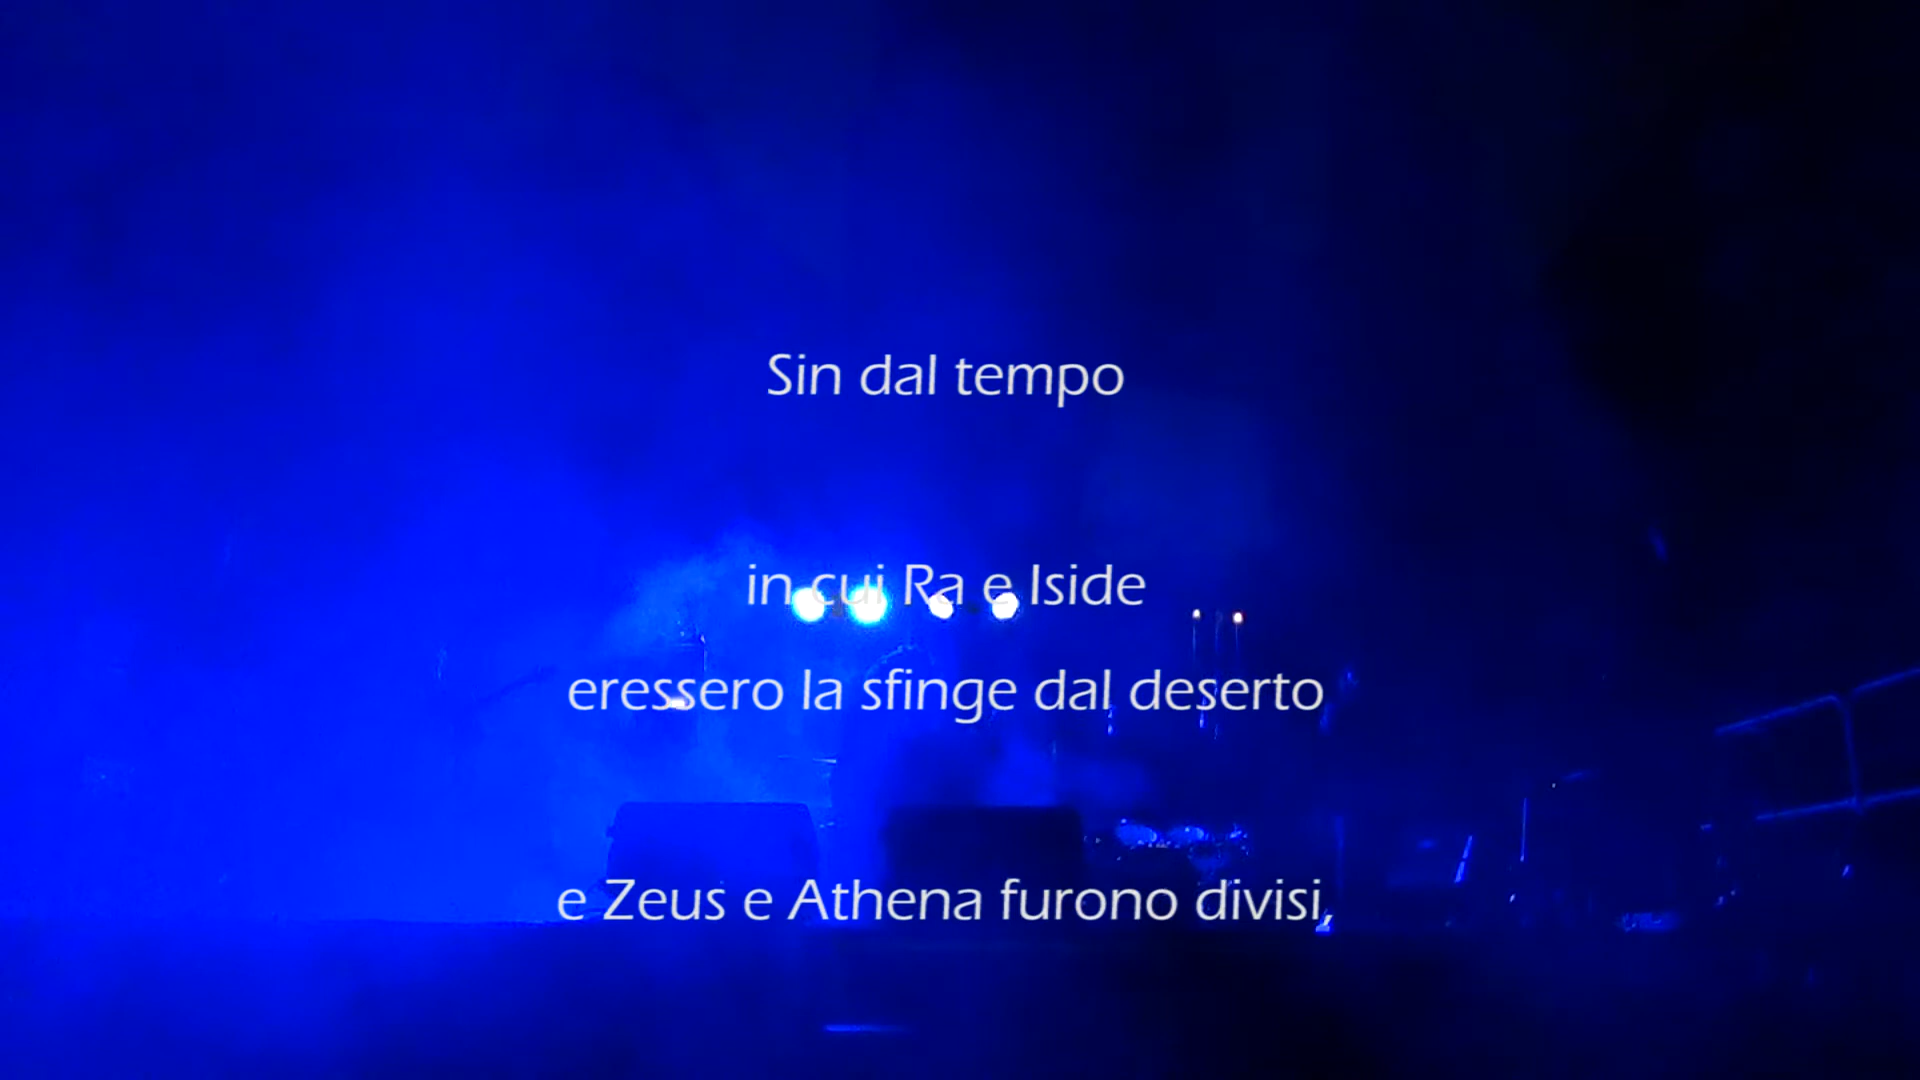 Sin dal tempo
in cui Ra e Iside
eressero la sfinge dal deserto
e Zeus e Athena furono divisi,